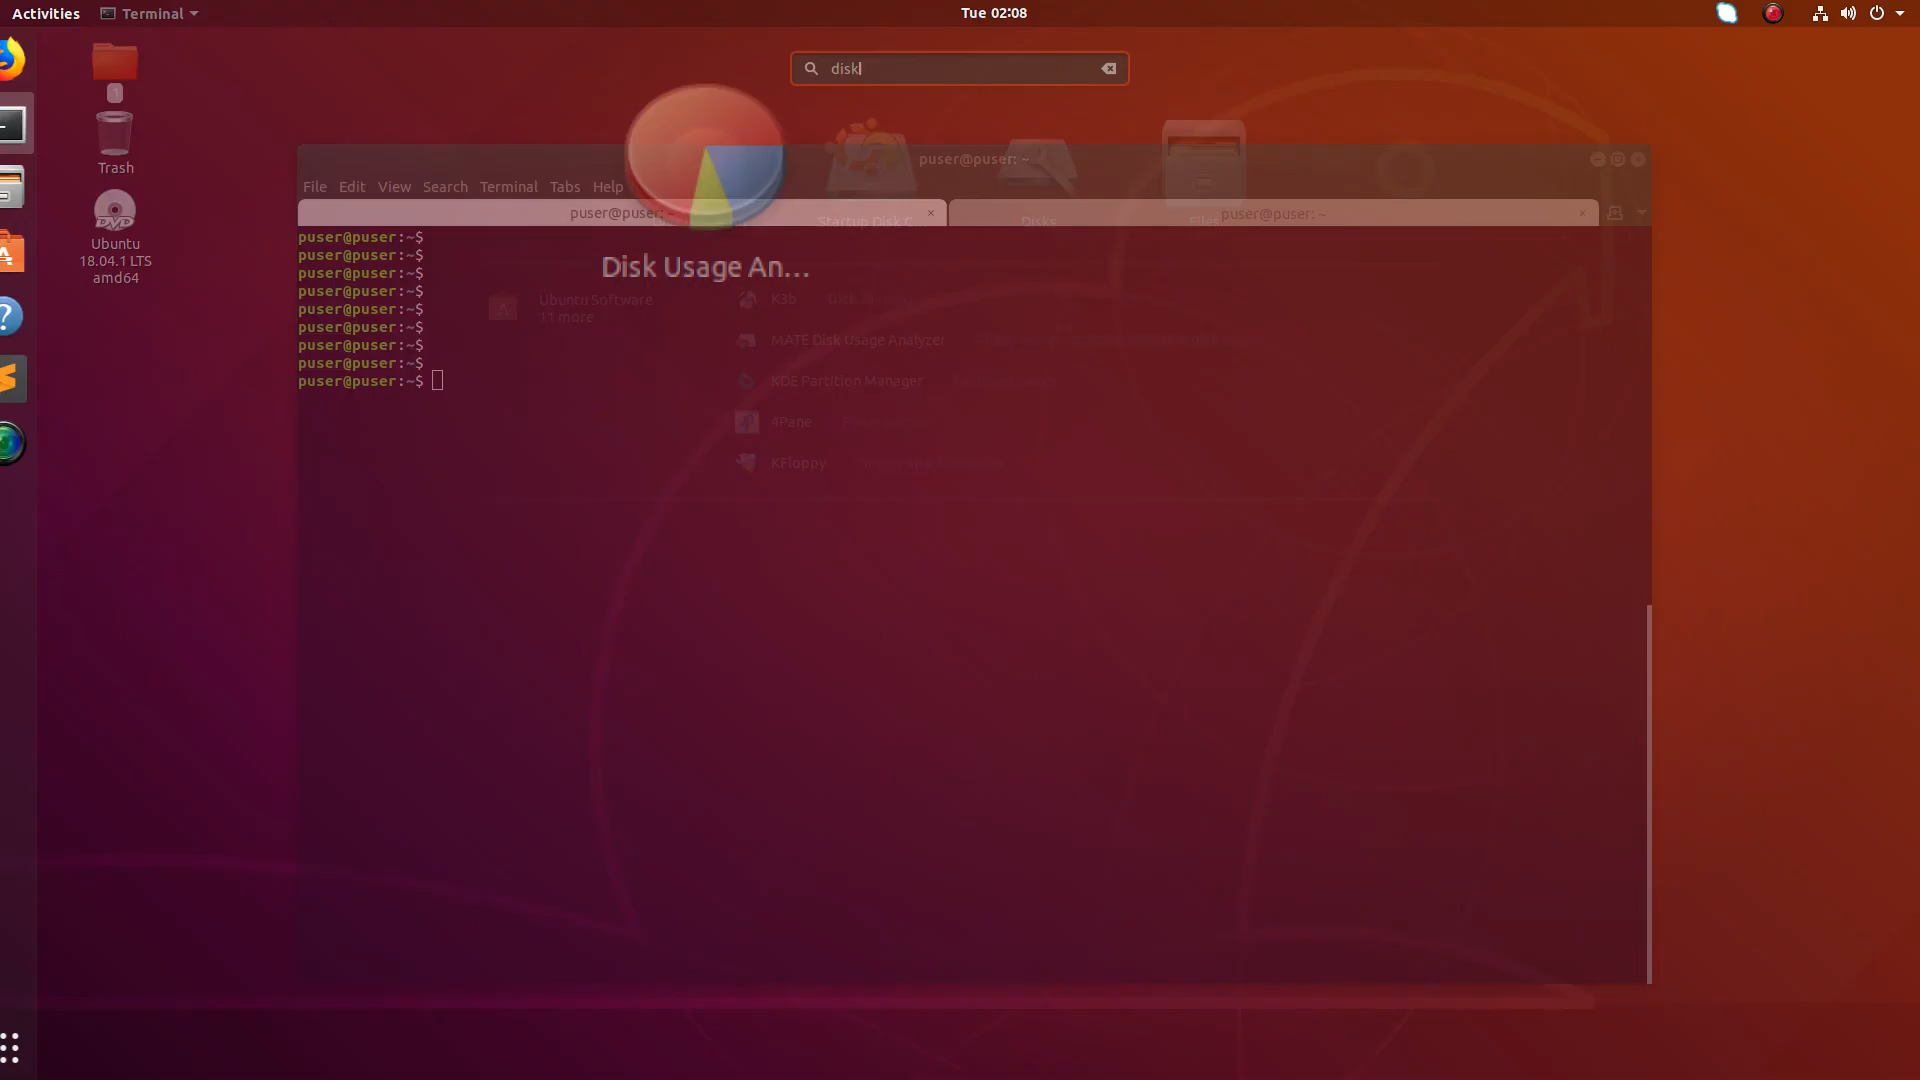 Activities
Terminal
Tue 02:08
disk
1
Trash
Ubuntu
18.04.1 LTS
amd64
puser@puser: ~
File Edit View Search Terminal Tabs Help
puser@puser: ~ ×
puser@puser: ~ ×
Startup Disk C...
Disks
Files
puser@puser:~$
puser@puser:~$
puser@puser:~$
puser@puser:~$
puser@puser:~$
puser@puser:~$
puser@puser:~$
puser@puser:~$
puser@puser:~$
Disk Usage An...
Ubuntu Software
11 more
K3b
MATE Disk Usage Analyzer
KDE Partition Manager
4Pane
KFloppy